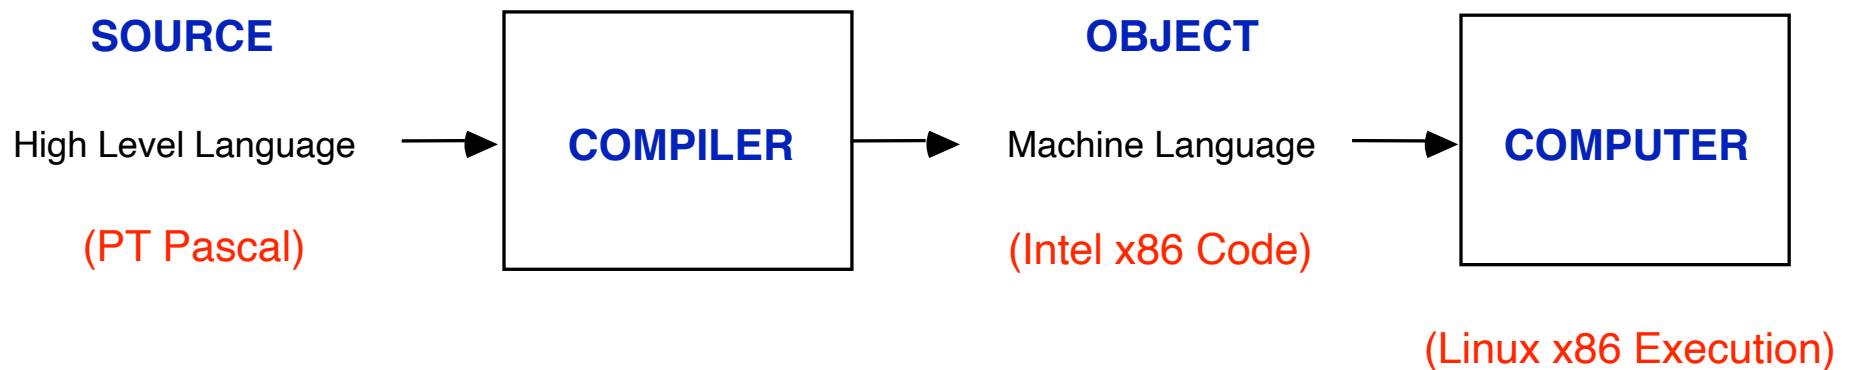 SOURCE
High Level Language
(PT Pascal)
COMPILER
OBJECT
Machine Language
(Intel x86 Code)
COMPUTER
(Linux x86 Execution)